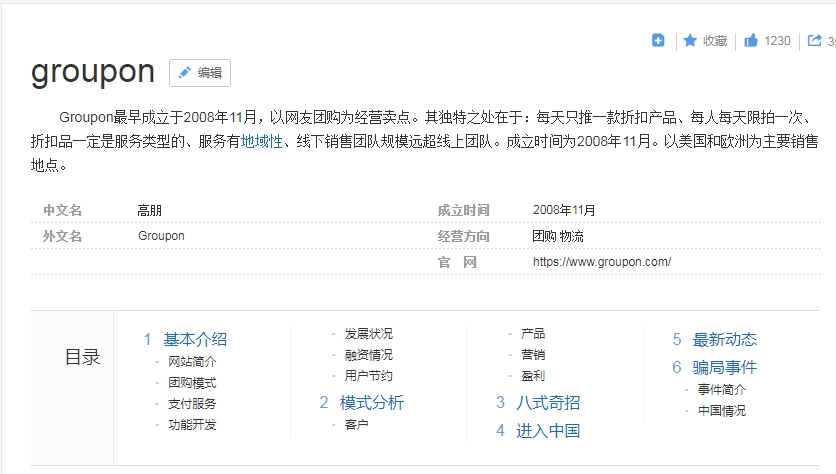 收藏
1230
groupon
编辑
Groupon最早成立于2008年11月，以网友团购为经营卖点。其独特之处在于：每天只推一款折扣产品、每人每天限拍一次、
折扣品一定是服务类型的、服务有地域性、线下销售团队规模远超线上团队。成立时间为2008年11月。以美国和欧洲为主要销售
地点。
中文名 高朋 成立时间 2008年11月
外文名 Groupon 经营方向 团购 物流
官 网 https://www.groupon.com/
目录
1 基本介绍
- 网站简介
- 团购模式
- 支付服务
- 功能开发
- 发展状况
- 融资情况
- 用户节约
2 模式分析
- 客户
- 产品
- 营销
- 盈利
3 八式奇招
4 进入中国
5 最新动态
6 骗局事件
- 事件简介
- 中国情况